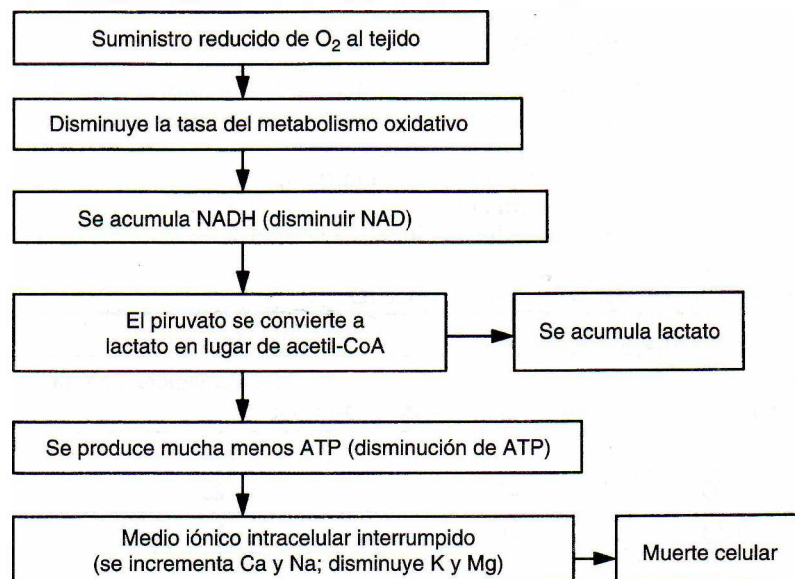 Suministro reducido de O₂ al tejido
Disminuye la tasa del metabolismo oxidativo
Se acumula NADH (disminuir NAD)
El piruvato se convierte a
lactato en lugar de acetil-CoA
Se acumula lactato
Se produce mucha menos ATP (disminución de ATP)
Medio iónico intracelular interrumpido
(se incrementa Ca y Na; disminuye K y Mg)
Muerte celular